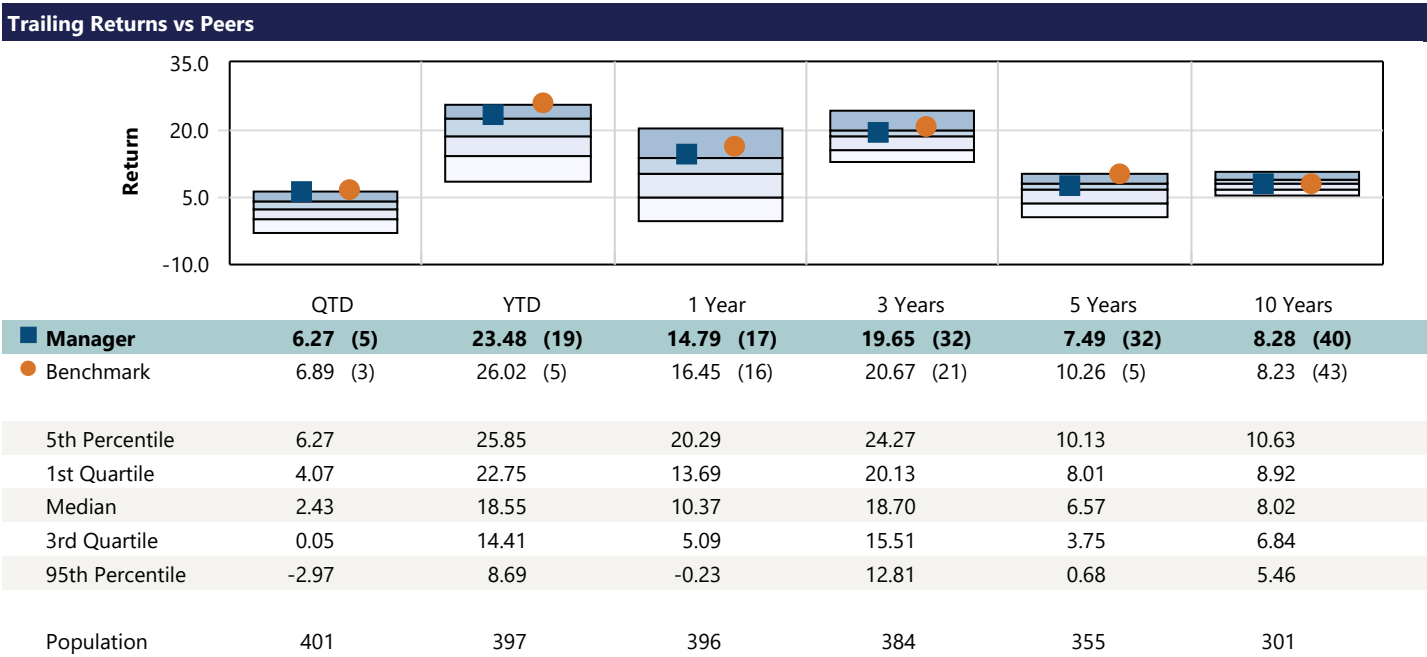 Trailing Returns vs Peers
35.0
20.0
5.0
-10.0
Return
QTD YTD 1 Year 3 Years 5 Years 10 Years
Manager 6.27 (5) 23.48 (19) 14.79 (17) 19.65 (32) 7.49 (32) 8.28 (40)
Benchmark 6.89 (3) 26.02 (5) 16.45 (16) 20.67 (21) 10.26 (5) 8.23 (43)
5th Percentile 6.27 25.85 20.29 24.27 10.13 10.63
1st Quartile 4.07 22.75 13.69 20.13 8.01 8.92
Median 2.43 18.55 10.37 18.70 6.57 8.02
3rd Quartile 0.05 14.41 5.09 15.51 3.75 6.84
95th Percentile -2.97 8.69 -0.23 12.81 0.68 5.46
Population 401 397 396 384 355 301